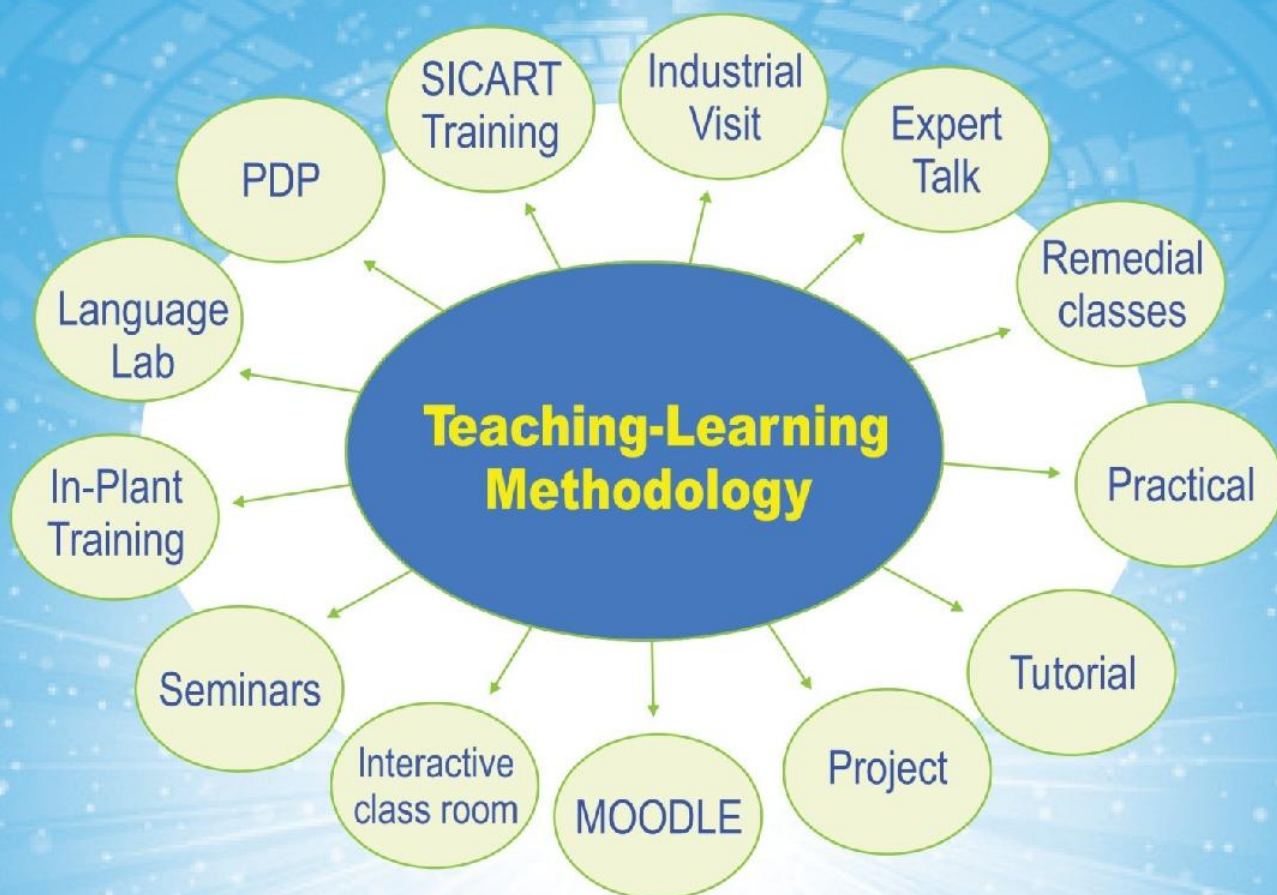 SICART
Training
Industrial
Visit
Expert
Talk
Remedial
classes
Practical
Tutorial
Project
MOODLE
Interactive
class room
Seminars
In-Plant
Training
Language
Lab
PDP
Teaching-Learning
Methodology